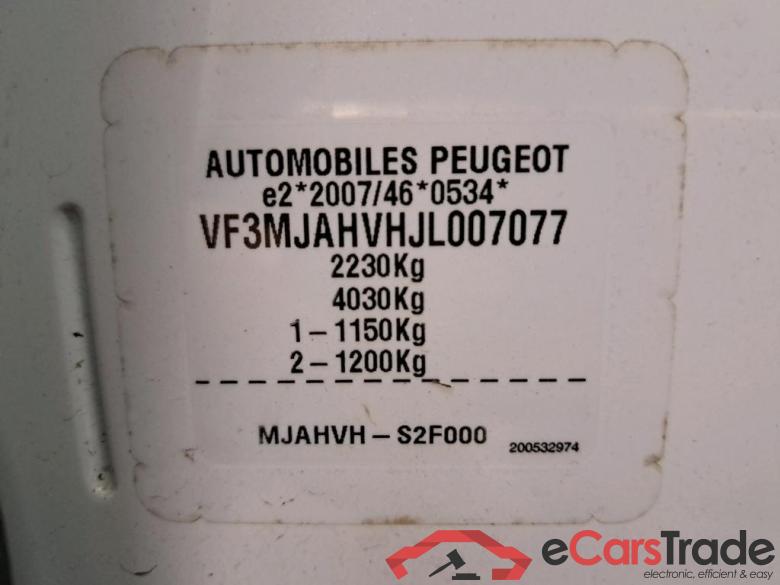 AUTOMOBILES PEUGEOT
e2*2007/46*0534*
VF3MJAHVHJL007077
2230Kg
4030Kg
1-1150Kg
2-1200Kg
MJAHVH-S2F000 200532974
eCarsTrade
electronic, efficient & easy